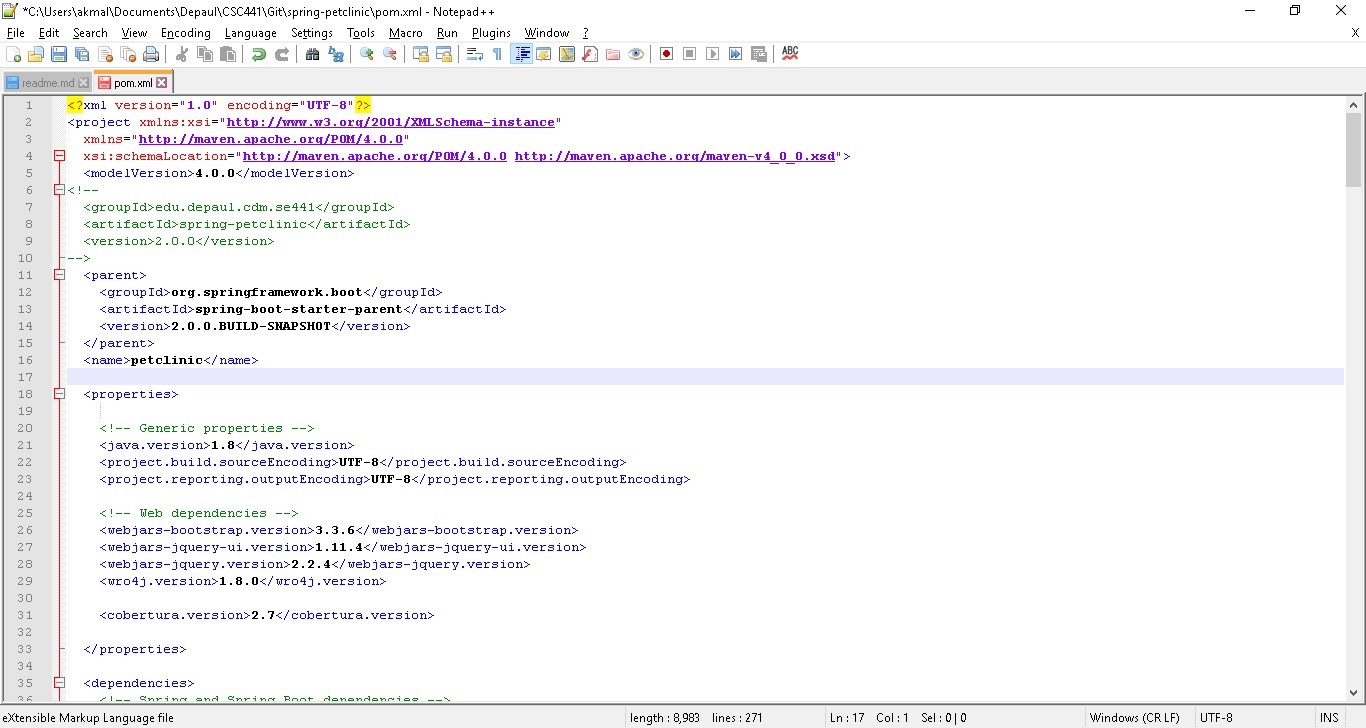 *C:\Users\akmal\Documents\Depaul\CSC441\Git\spring-petclinic\pom.xml - Notepad++
File Edit Search View Encoding Language Settings Tools Macro Run Plugins Window ? X
ABC
readme.md pom.xml
1 <?xml version="1.0" encoding="UTF-8"?>
2 <project xmlns:xsi="http://www.w3.org/2001/XMLSchema-instance"
3 xmlns="http://maven.apache.org/POM/4.0.0"
4 xsi:schemaLocation="http://maven.apache.org/POM/4.0.0 http://maven.apache.org/maven-v4_0_0.xsd">
5 <modelVersion>4.0.0</modelVersion>
6 <!--
7 <groupId>edu.depaul.cdm.se441</groupId>
8 <artifactId>spring-petclinic</artifactId>
9 <version>2.0.0</version>
10 -->
11 <parent>
12 <groupId>org.springframework.boot</groupId>
13 <artifactId>spring-boot-starter-parent</artifactId>
14 <version>2.0.0.BUILD-SNAPSHOT</version>
15 </parent>
16 <name>petclinic</name>
17
18 <properties>
19
20 <!-- Generic properties -->
21 <java.version>1.8</java.version>
22 <project.build.sourceEncoding>UTF-8</project.build.sourceEncoding>
23 <project.reporting.outputEncoding>UTF-8</project.reporting.outputEncoding>
24
25 <!-- Web dependencies -->
26 <webjars-bootstrap.version>3.3.6</webjars-bootstrap.version>
27 <webjars-jquery-ui.version>1.11.4</webjars-jquery-ui.version>
28 <webjars-jquery.version>2.2.4</webjars-jquery.version>
29 <wro4j.version>1.8.0</wro4j.version>
30
31 <cobertura.version>2.7</cobertura.version>
32
33 </properties>
34
35 <dependencies>
36 <!-- Spring and Spring Boot dependencies -->
eXtensible Markup Language file length : 8,983 lines : 271 Ln : 17 Col : 1 Sel : 0 | 0 Windows (CR LF) UTF-8 INS